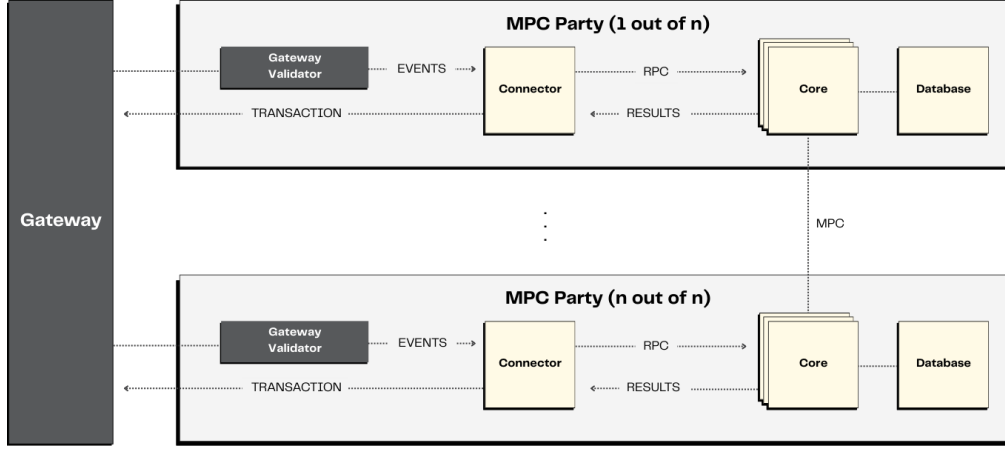 MPC Party (1 out of n)
Gateway
Validator
EVENTS
Connector
RPC
Core
Database
TRANSACTION
RESULTS
Gateway
MPC
MPC Party (n out of n)
Gateway
Validator
EVENTS
Connector
RPC
Core
Database
TRANSACTION
RESULTS